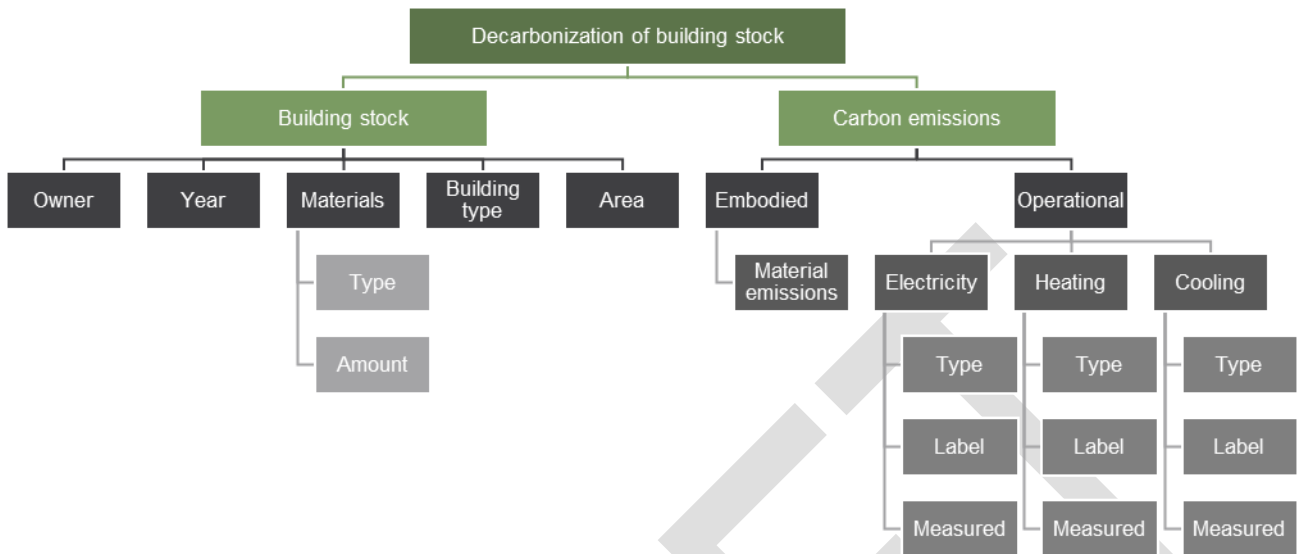 Decarbonization of building stock
Building stock
Carbon emissions
Owner
Year
Materials
Building
type
Area
Embodied
Operational
Type
Amount
Material
emissions
Electricity
Heating
Cooling
Type
Type
Type
Label
Label
Label
Measured
Measured
Measured